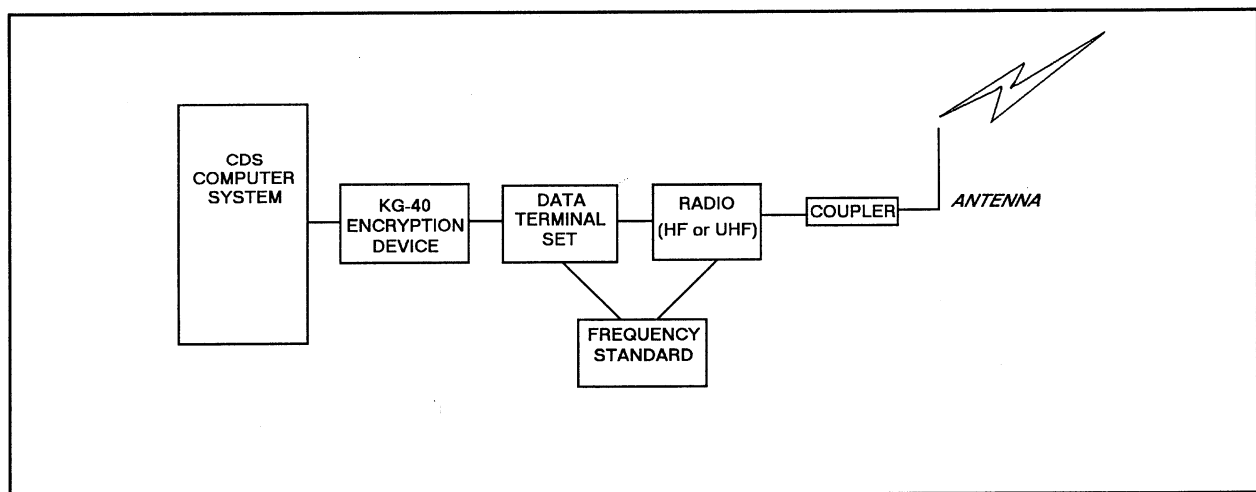 CDS
COMPUTER
SYSTEM
KG-40
ENCRYPTION
DEVICE
DATA
TERMINAL
SET
RADIO
(HF or UHF)
COUPLER
ANTENNA
FREQUENCY
STANDARD